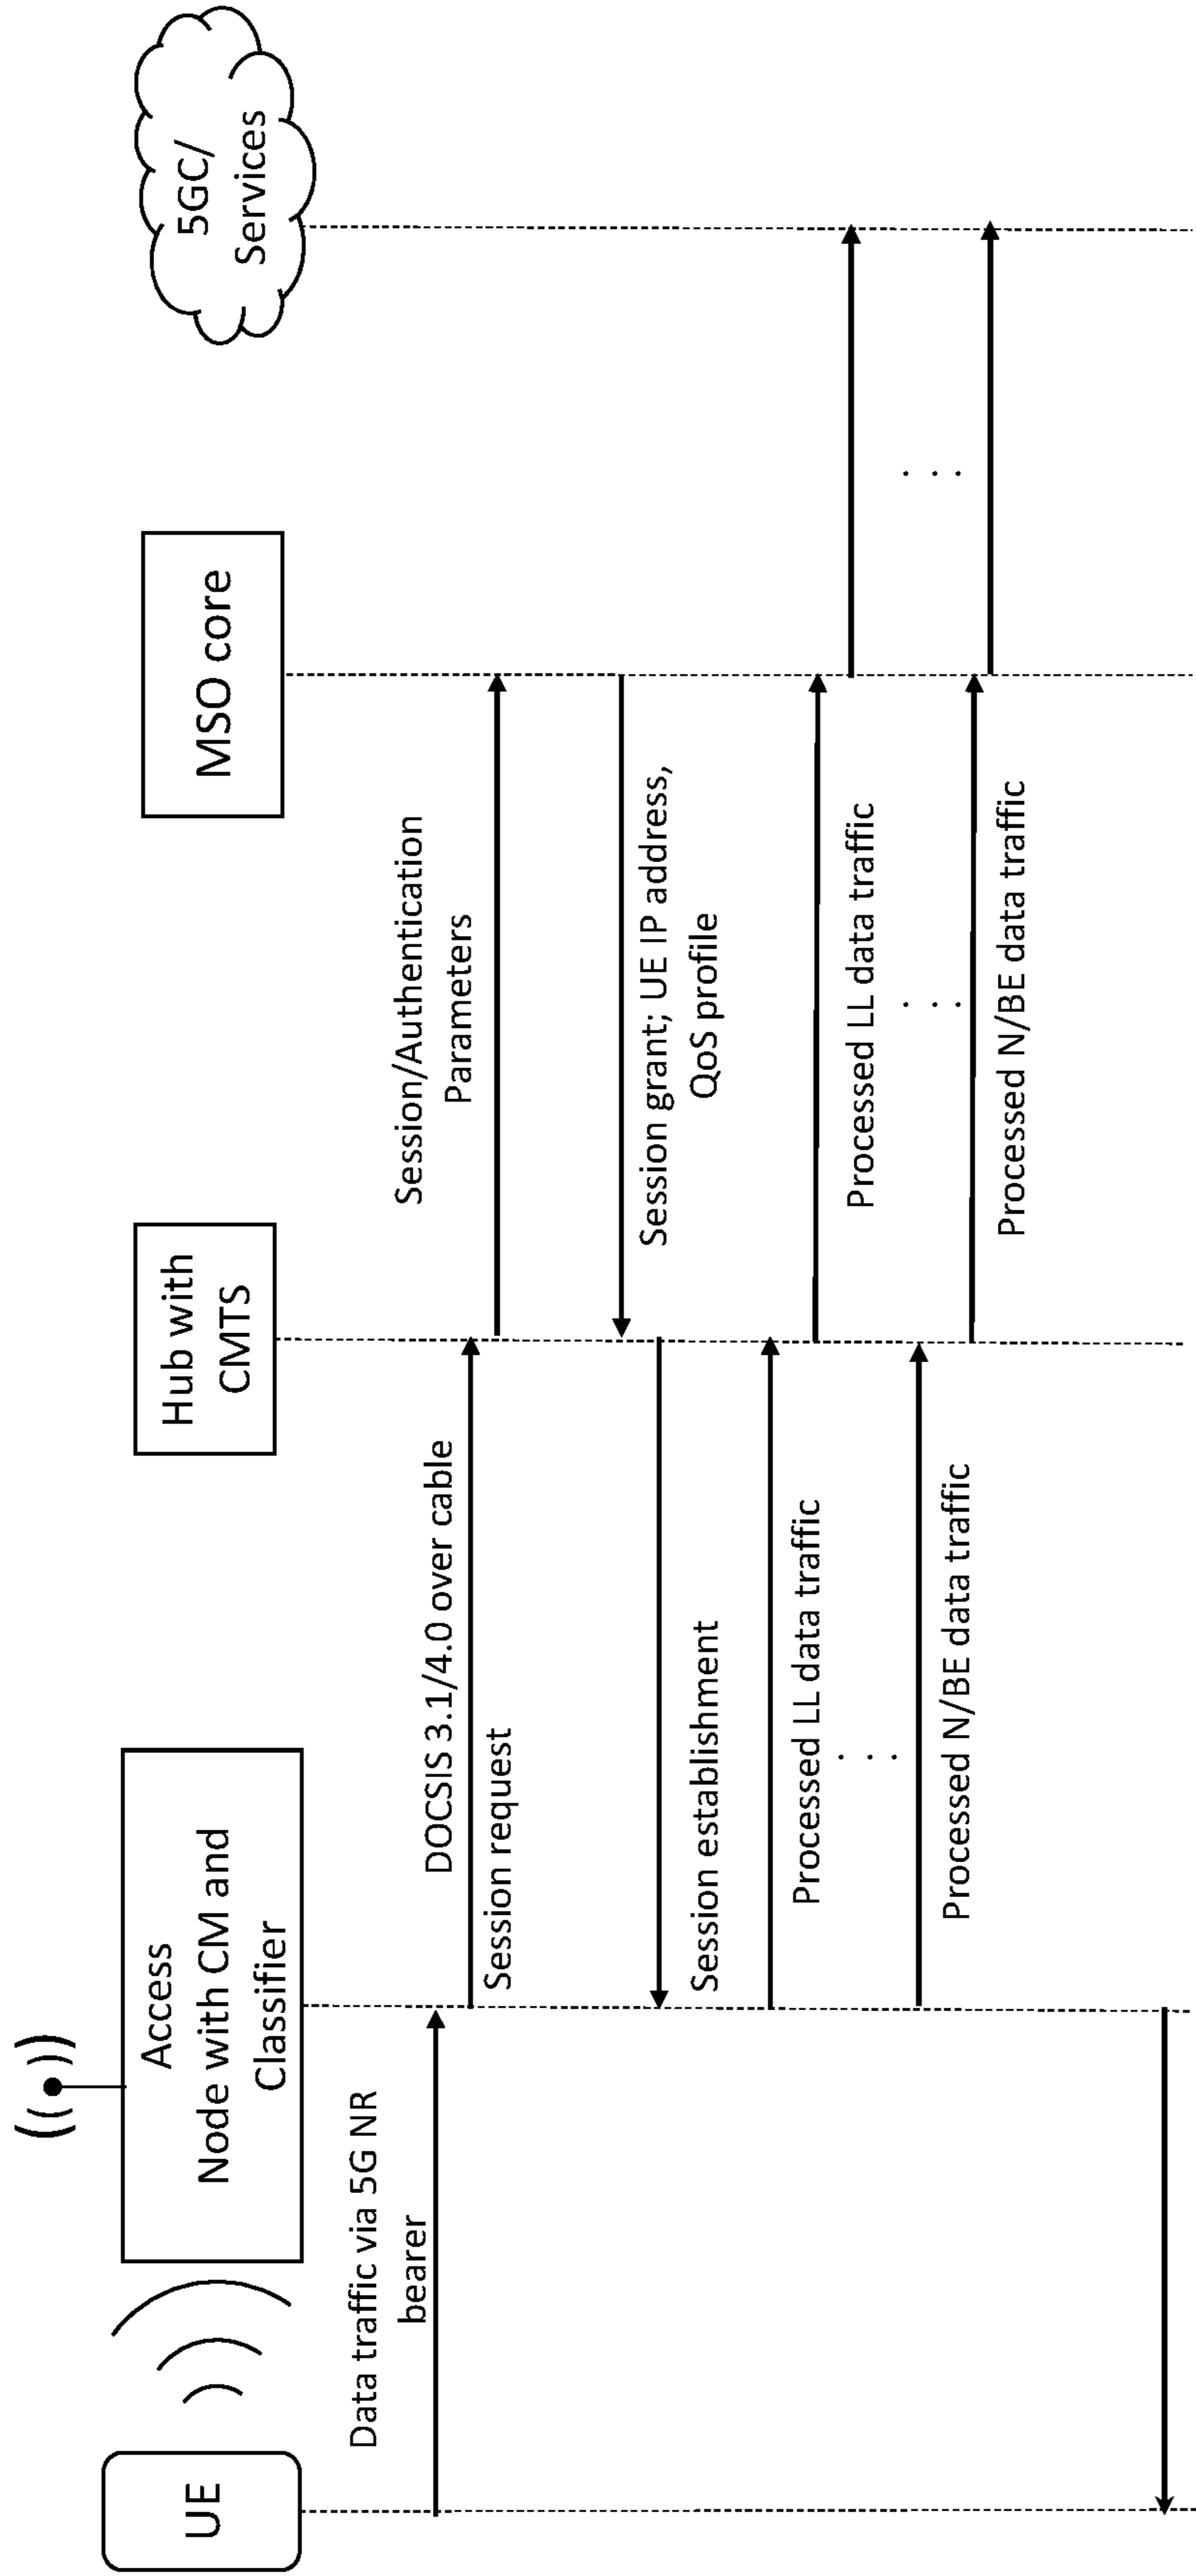 UE
Access
Node with CM and
Classifier
Hub with
CMTS
MSO core
5GC/
Services
Data traffic via 5G NR
bearer
DOCSIS 3.1/4.0 over cable
Session request
Session/Authentication
Parameters
Session grant; UE IP address,
QoS profile
Session establishment
Processed LL data traffic
. . .
Processed N/BE data traffic
Processed LL data traffic
. . .
Processed N/BE data traffic
. . .